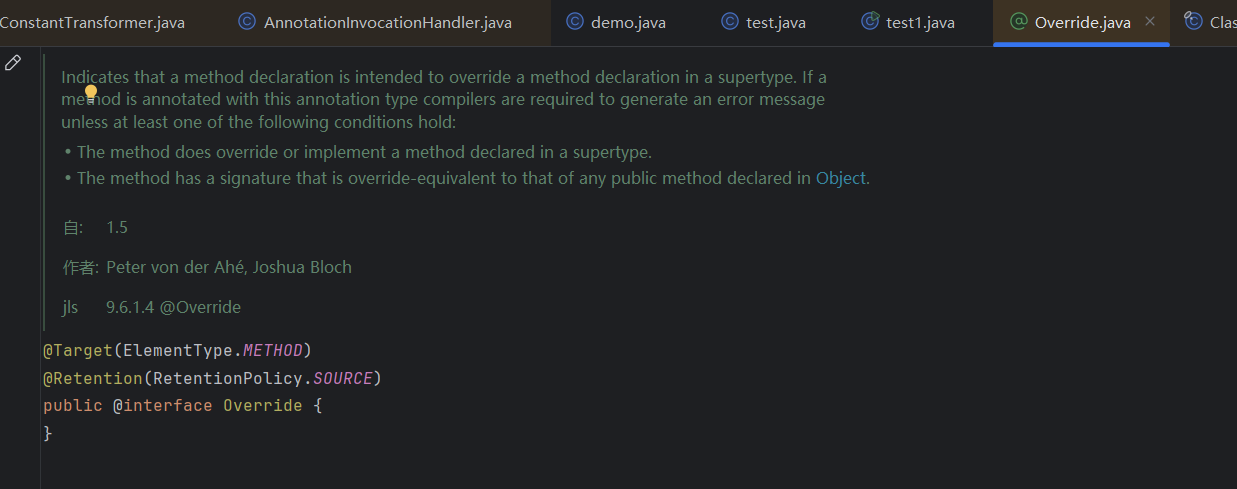 ConstantTransformer.java
AnnotationInvocationHandler.java
demo.java
test.java
test1.java
Override.java
Clas
Indicates that a method declaration is intended to override a method declaration in a supertype. If a
method is annotated with this annotation type compilers are required to generate an error message
unless at least one of the following conditions hold:
• The method does override or implement a method declared in a supertype.
• The method has a signature that is override-equivalent to that of any public method declared in Object.
自: 1.5
作者: Peter von der Ahé, Joshua Bloch
jls 9.6.1.4 @Override
@Target(ElementType.METHOD)
@Retention(RetentionPolicy.SOURCE)
public @interface Override {
}